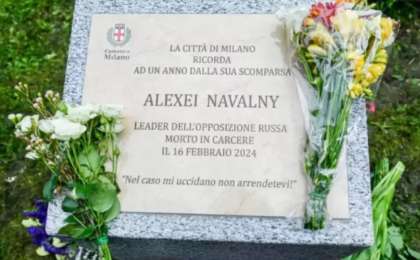 Comune di
Milano
LA CITTÀ DI MILANO
RICORDA
AD UN ANNO DALLA SUA SCOMPARSA
ALEXEI NAVALNY
LEADER DELL'OPPOSIZIONE RUSSA
MORTO IN CARCERE
IL 16 FEBBRAIO 2024
"Nel caso mi uccidano non arrendetevi!"